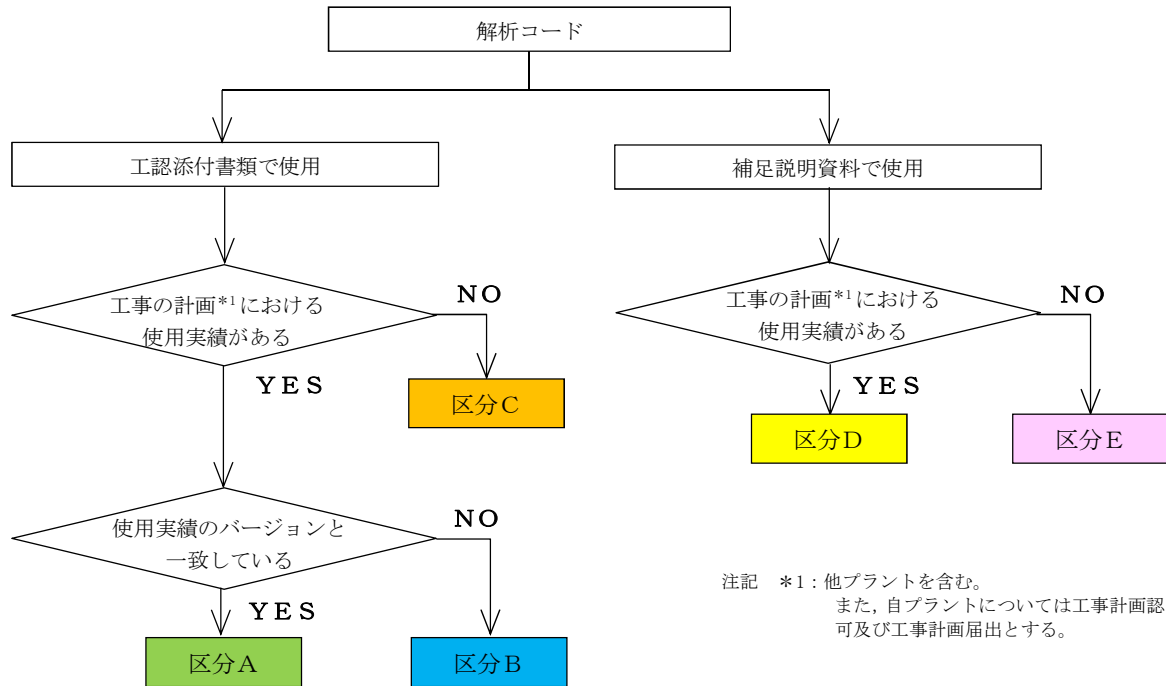 解析コード
工認添付書類で使用
補足説明資料で使用
工事の計画*1における
使用実績がある
NO
YES
区分C
工事の計画*1における
使用実績がある
NO
YES
区分D
区分E
使用実績のバージョンと
一致している
NO
YES
区分A
区分B
注記 *1:他プラントを含む。
また,自プラントについては工事計画認
可及び工事計画届出とする。